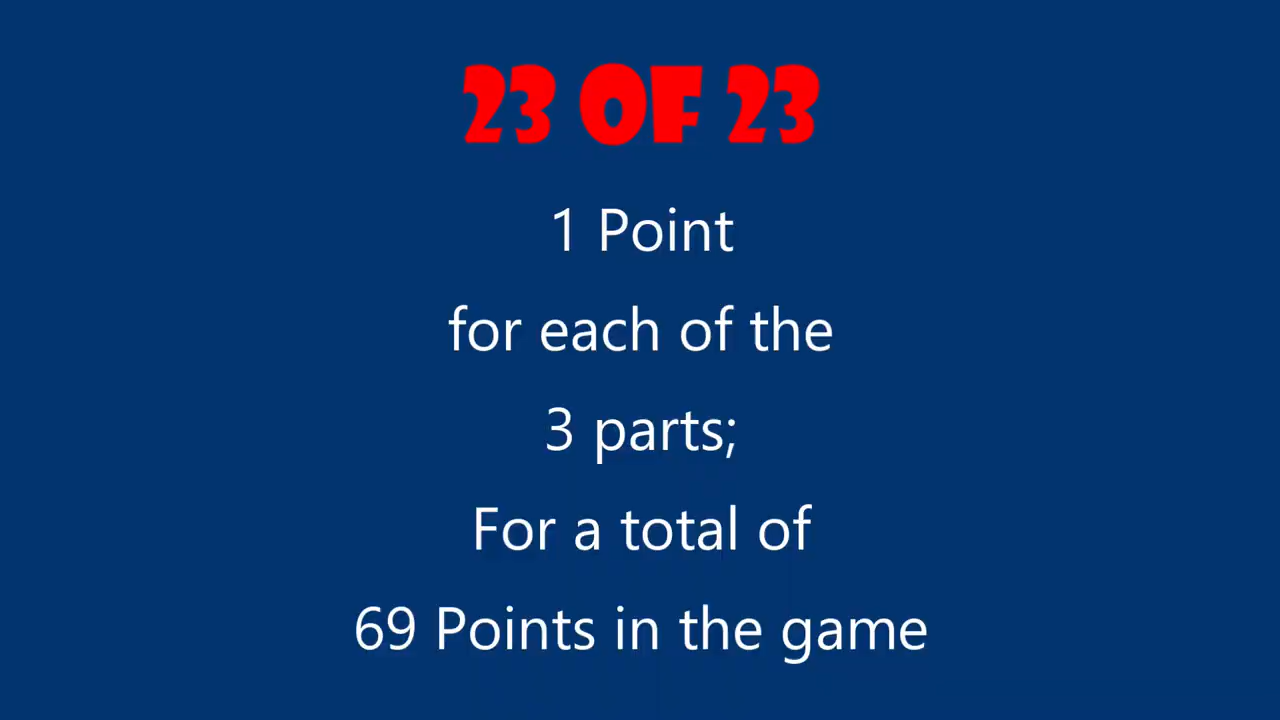 23 OF 23
1 Point
for each of the
3 parts;
For a total of
69 Points in the game